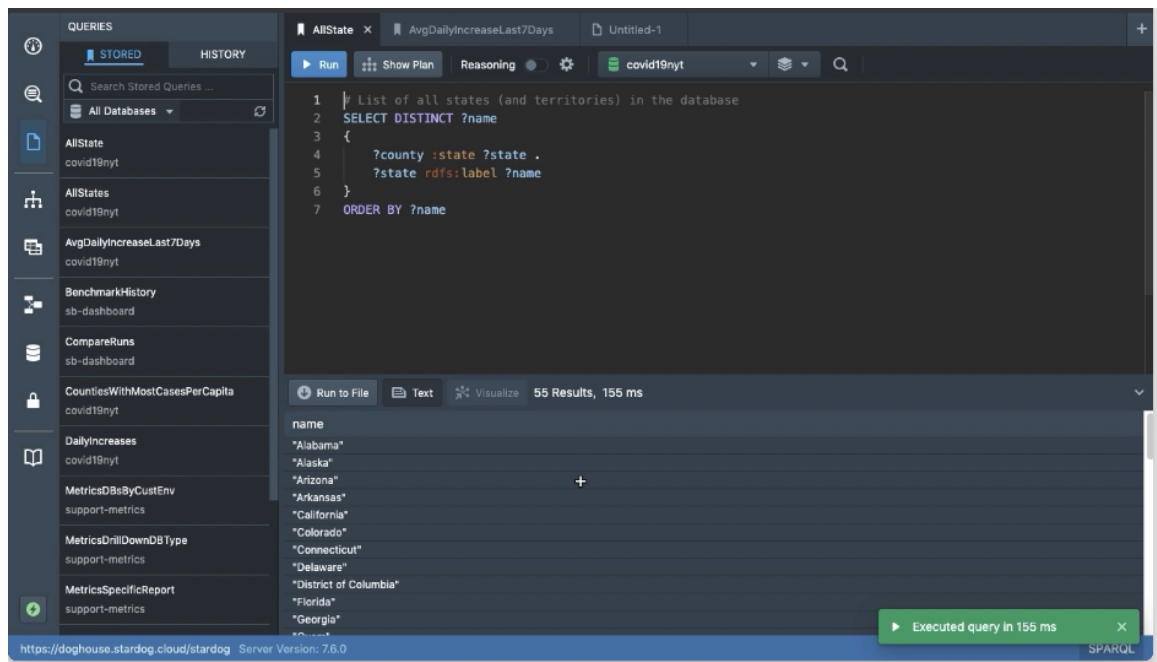 QUERIES
STORED
HISTORY
Search Stored Queries ...
All Databases
AllState
covid19nyt
AllStates
covid19nyt
AvgDailyIncreaseLast7Days
covid19nyt
BenchmarkHistory
sb-dashboard
CompareRuns
sb-dashboard
CountiesWithMostCasesPerCapita
covid19nyt
DailyIncreases
covid19nyt
MetricsDBsByCustEnv
support-metrics
MetricsDrillDownDBType
support-metrics
MetricsSpecificReport
support-metrics
AllState
AvgDailyIncreaseLast7Days
Untitled-1
Run
Show Plan
Reasoning
covid19nyt
1 # List of all states (and territories) in the database
2 SELECT DISTINCT ?name
3 {
4 ?county :state ?state .
5 ?state rdfs:label ?name
6 }
7 ORDER BY ?name
Run to File
Text
Visualize
55 Results, 155 ms
name
"Alabama"
"Alaska"
"Arizona"
"Arkansas"
"California"
"Colorado"
"Connecticut"
"Delaware"
"District of Columbia"
"Florida"
"Georgia"
Executed query in 155 ms
https://doghouse.stardog.cloud/stardog Server Version: 7.6.0
SPARQL